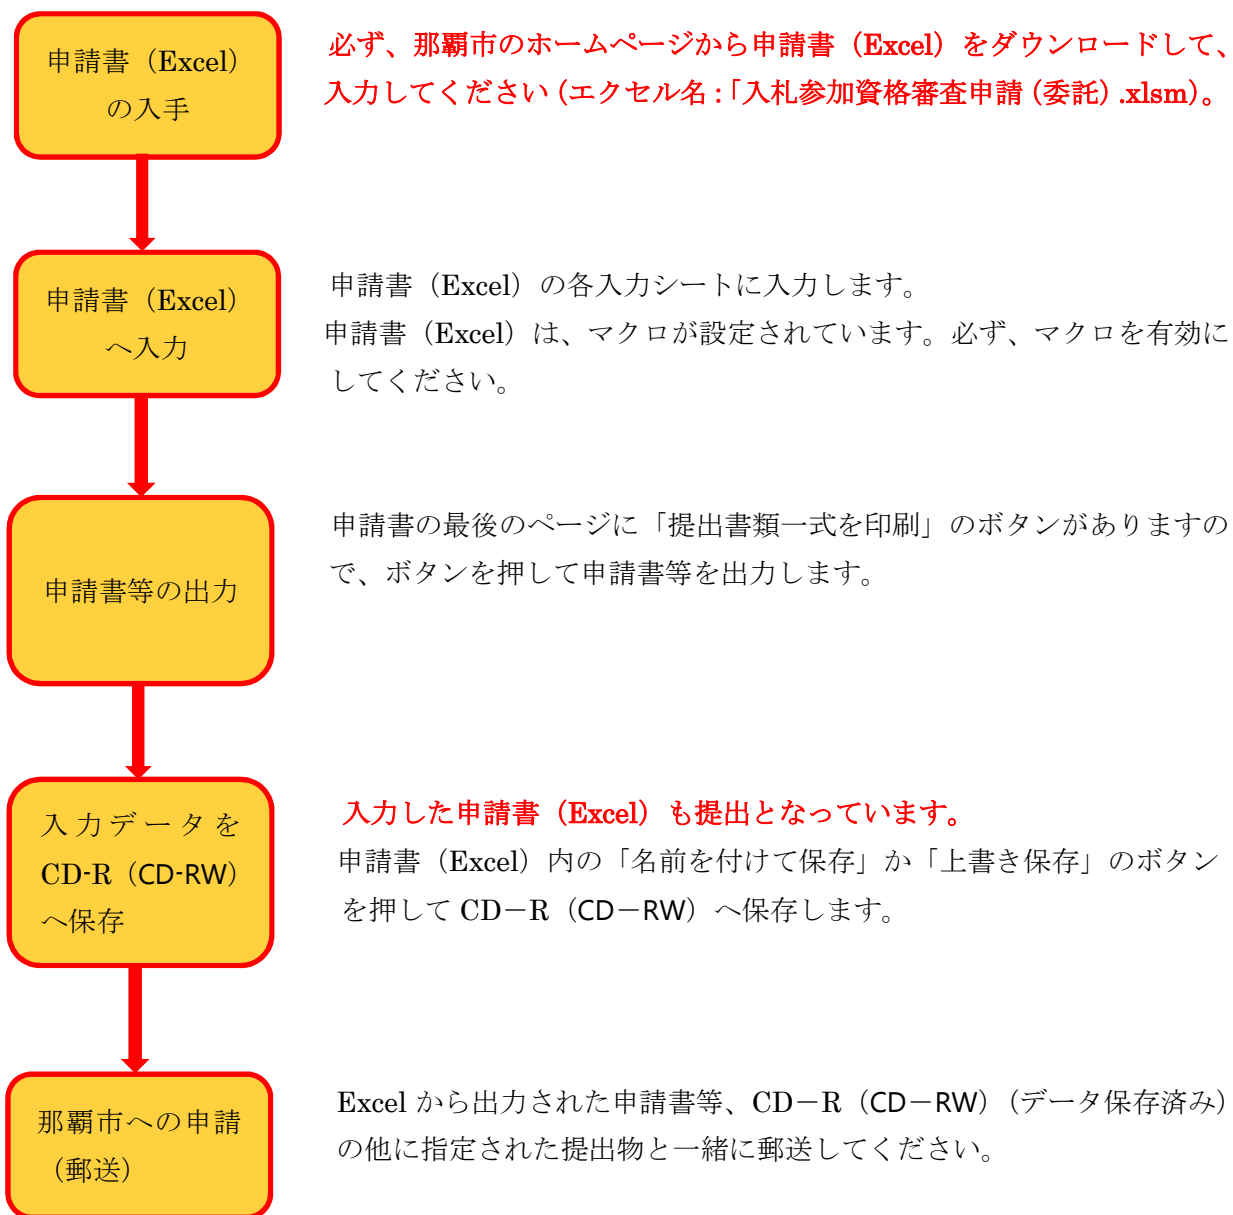 申請書（Excel）
の入手
必ず、那覇市のホームページから申請書（Excel）をダウンロードして、
入力してください（エクセル名：「入札参加資格審査申請（委託）.xlsm）。
申請書（Excel）
へ入力
申請書（Excel）の各入力シートに入力します。
申請書（Excel）は、マクロが設定されています。必ず、マクロを有効に
してください。
申請書等の出力
申請書の最後のページに「提出書類一式を印刷」のボタンがありますの
で、ボタンを押して申請書等を出力します。
入力データを
CD-R（CD-RW）
へ保存
入力した申請書（Excel）も提出となっています。
申請書（Excel）内の「名前を付けて保存」か「上書き保存」のボタン
を押して CD－R（CD－RW）へ保存します。
那覇市への申請
（郵送）
Excel から出力された申請書等、CD－R（CD－RW）（データ保存済み）
の他に指定された提出物と一緒に郵送してください。